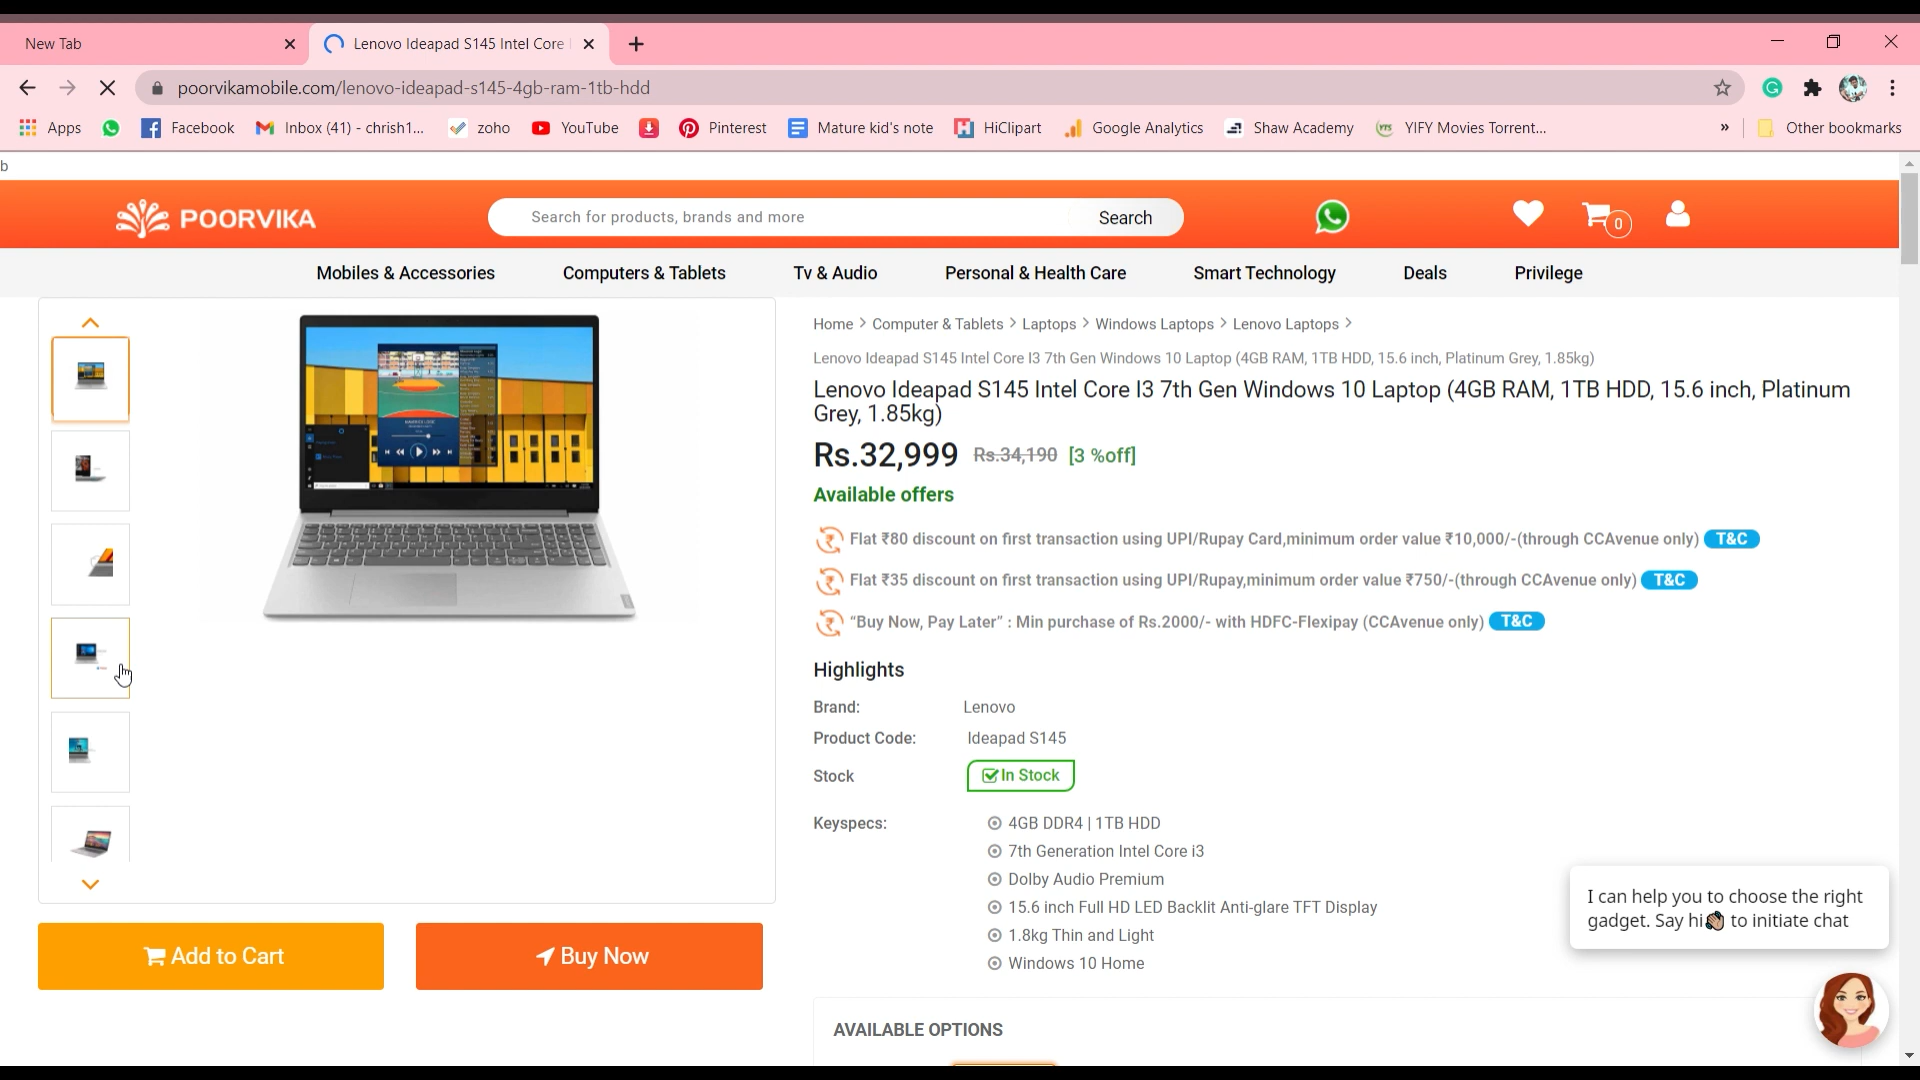 New Tab
Lenovo Ideapad S145 Intel Core
poorvikamobile.com/lenovo-ideapad-s145-4gb-ram-1tb-hdd
Apps
Facebook
Inbox (41) - chrish1...
zoho
YouTube
Pinterest
Mature kid's note
HiClipart
Google Analytics
Shaw Academy
YIFY Movies Torrent...
»
Other bookmarks
b
POORVIKA
Search for products, brands and more
Search
0
Mobiles & Accessories
Computers & Tablets
Tv & Audio
Personal & Health Care
Smart Technology
Deals
Privilege
Home > Computer & Tablets > Laptops > Windows Laptops > Lenovo Laptops >
Lenovo Ideapad S145 Intel Core I3 7th Gen Windows 10 Laptop (4GB RAM, 1TB HDD, 15.6 inch, Platinum Grey, 1.85kg)
Lenovo Ideapad S145 Intel Core I3 7th Gen Windows 10 Laptop (4GB RAM, 1TB HDD, 15.6 inch, Platinum
Grey, 1.85kg)
Rs.32,999 Rs.34,190 [3 %off]
Available offers
Flat ₹80 discount on first transaction using UPI/Rupay Card,minimum order value ₹10,000/-(through CCAvenue only) T&C
Flat ₹35 discount on first transaction using UPI/Rupay,minimum order value ₹750/-(through CCAvenue only) T&C
“Buy Now, Pay Later” : Min purchase of Rs.2000/- with HDFC-Flexipay (CCAvenue only) T&C
Highlights
Brand: Lenovo
Product Code: Ideapad S145
Stock In Stock
Keyspecs: 4GB DDR4 | 1TB HDD
7th Generation Intel Core i3
Dolby Audio Premium
15.6 inch Full HD LED Backlit Anti-glare TFT Display
1.8kg Thin and Light
Windows 10 Home
Add to Cart
Buy Now
I can help you to choose the right
gadget. Say hi👋 to initiate chat
AVAILABLE OPTIONS